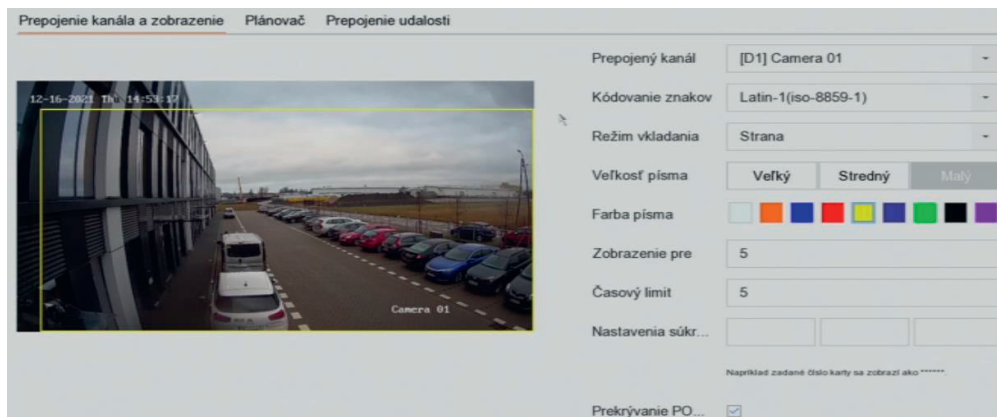 Prepojenie kanála a zobrazenie Plánovač Prepojenie udalosti
12-16-2021 Thu 14:53:17
Camera 01
Prepojený kanál [D1] Camera 01
Kódovanie znakov Latin-1(iso-8859-1)
Režim vkladania Strana
Veľkosť písma Veľký Stredný Malý
Farba písma
Zobrazenie pre 5
Časový limit 5
Nastavenia súkr...
Napríklad zadané číslo karty sa zobrazí ako ******.
Prekrývanie PO...